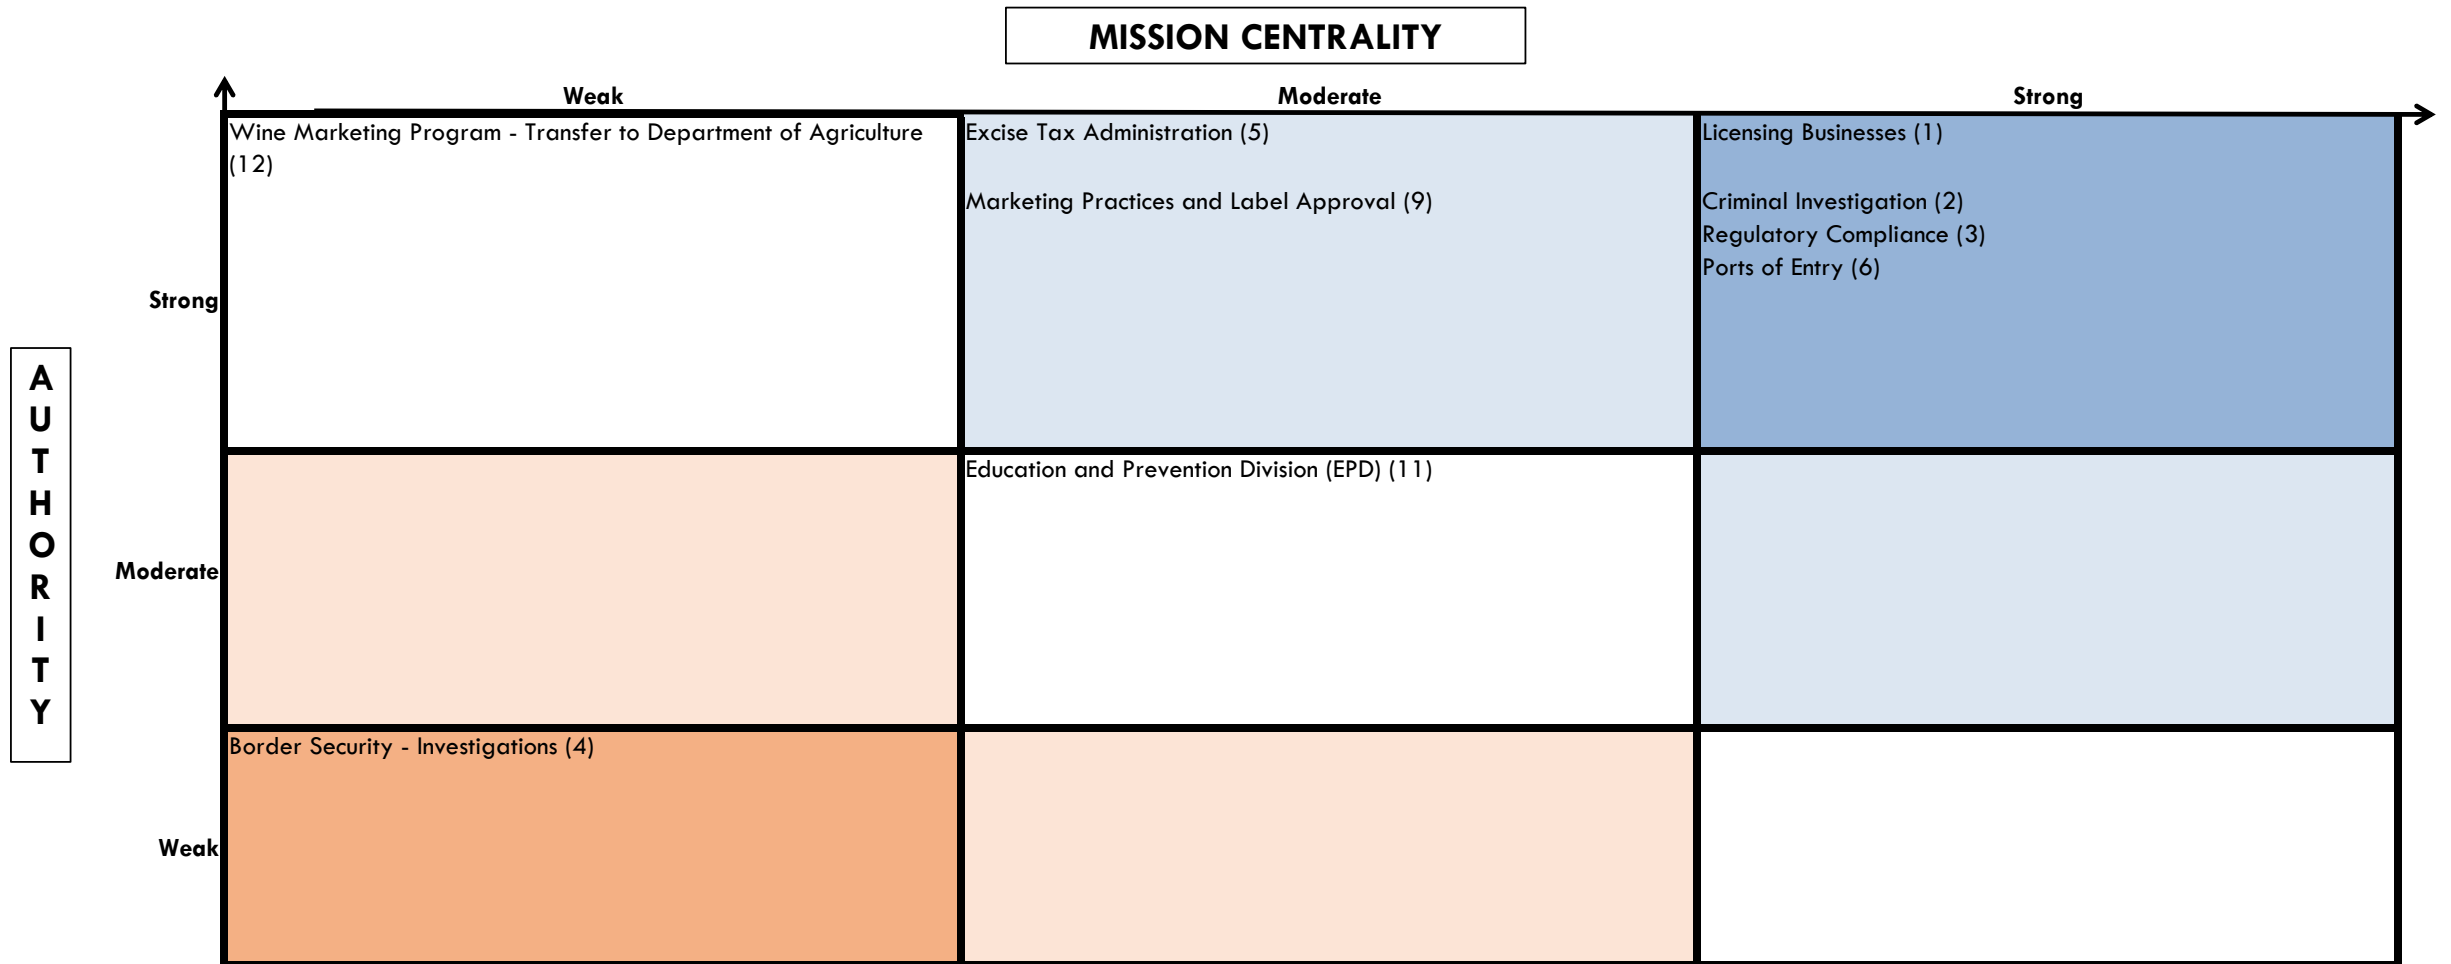 MISSION CENTRALITY
Weak
Moderate
Strong
Wine Marketing Program - Transfer to Department of Agriculture
(12)
Excise Tax Administration (5)
Marketing Practices and Label Approval (9)
Licensing Businesses (1)
Criminal Investigation (2)
Regulatory Compliance (3)
Ports of Entry (6)
Strong
A
U
T
H
O
R
I
T
Y
Education and Prevention Division (EPD) (11)
Moderate
Border Security - Investigations (4)
Weak